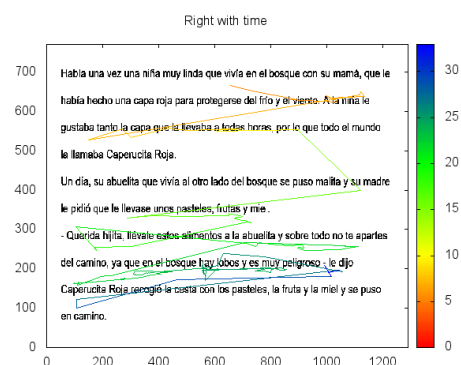 Right with time
Había una vez una niña muy linda que vivía en el bosque con su mamá, que le
había hecho una capa roja para protegerse del frío y el viento. A la niña le
gustaba tanto la capa que la llevaba a todas horas, por lo que todo el mundo
la llamaba Caperucita Roja.
Un día, su abuelita que vivía al otro lado del bosque se puso malita y su madre
le pidió que le llevase unos pasteles, frutas y miel.
- Querida hijita, llévale estos alimentos a la abuelita y sobre todo no te apartes
del camino, ya que en el bosque hay lobos y es muy peligroso - le dijo
Caperucita Roja recogió la cesta con los pasteles, la fruta y la miel y se puso
en camino.
700
600
500
400
300
200
100
0
0 200 400 600 800 1000 1200
30
25
20
15
10
5
0